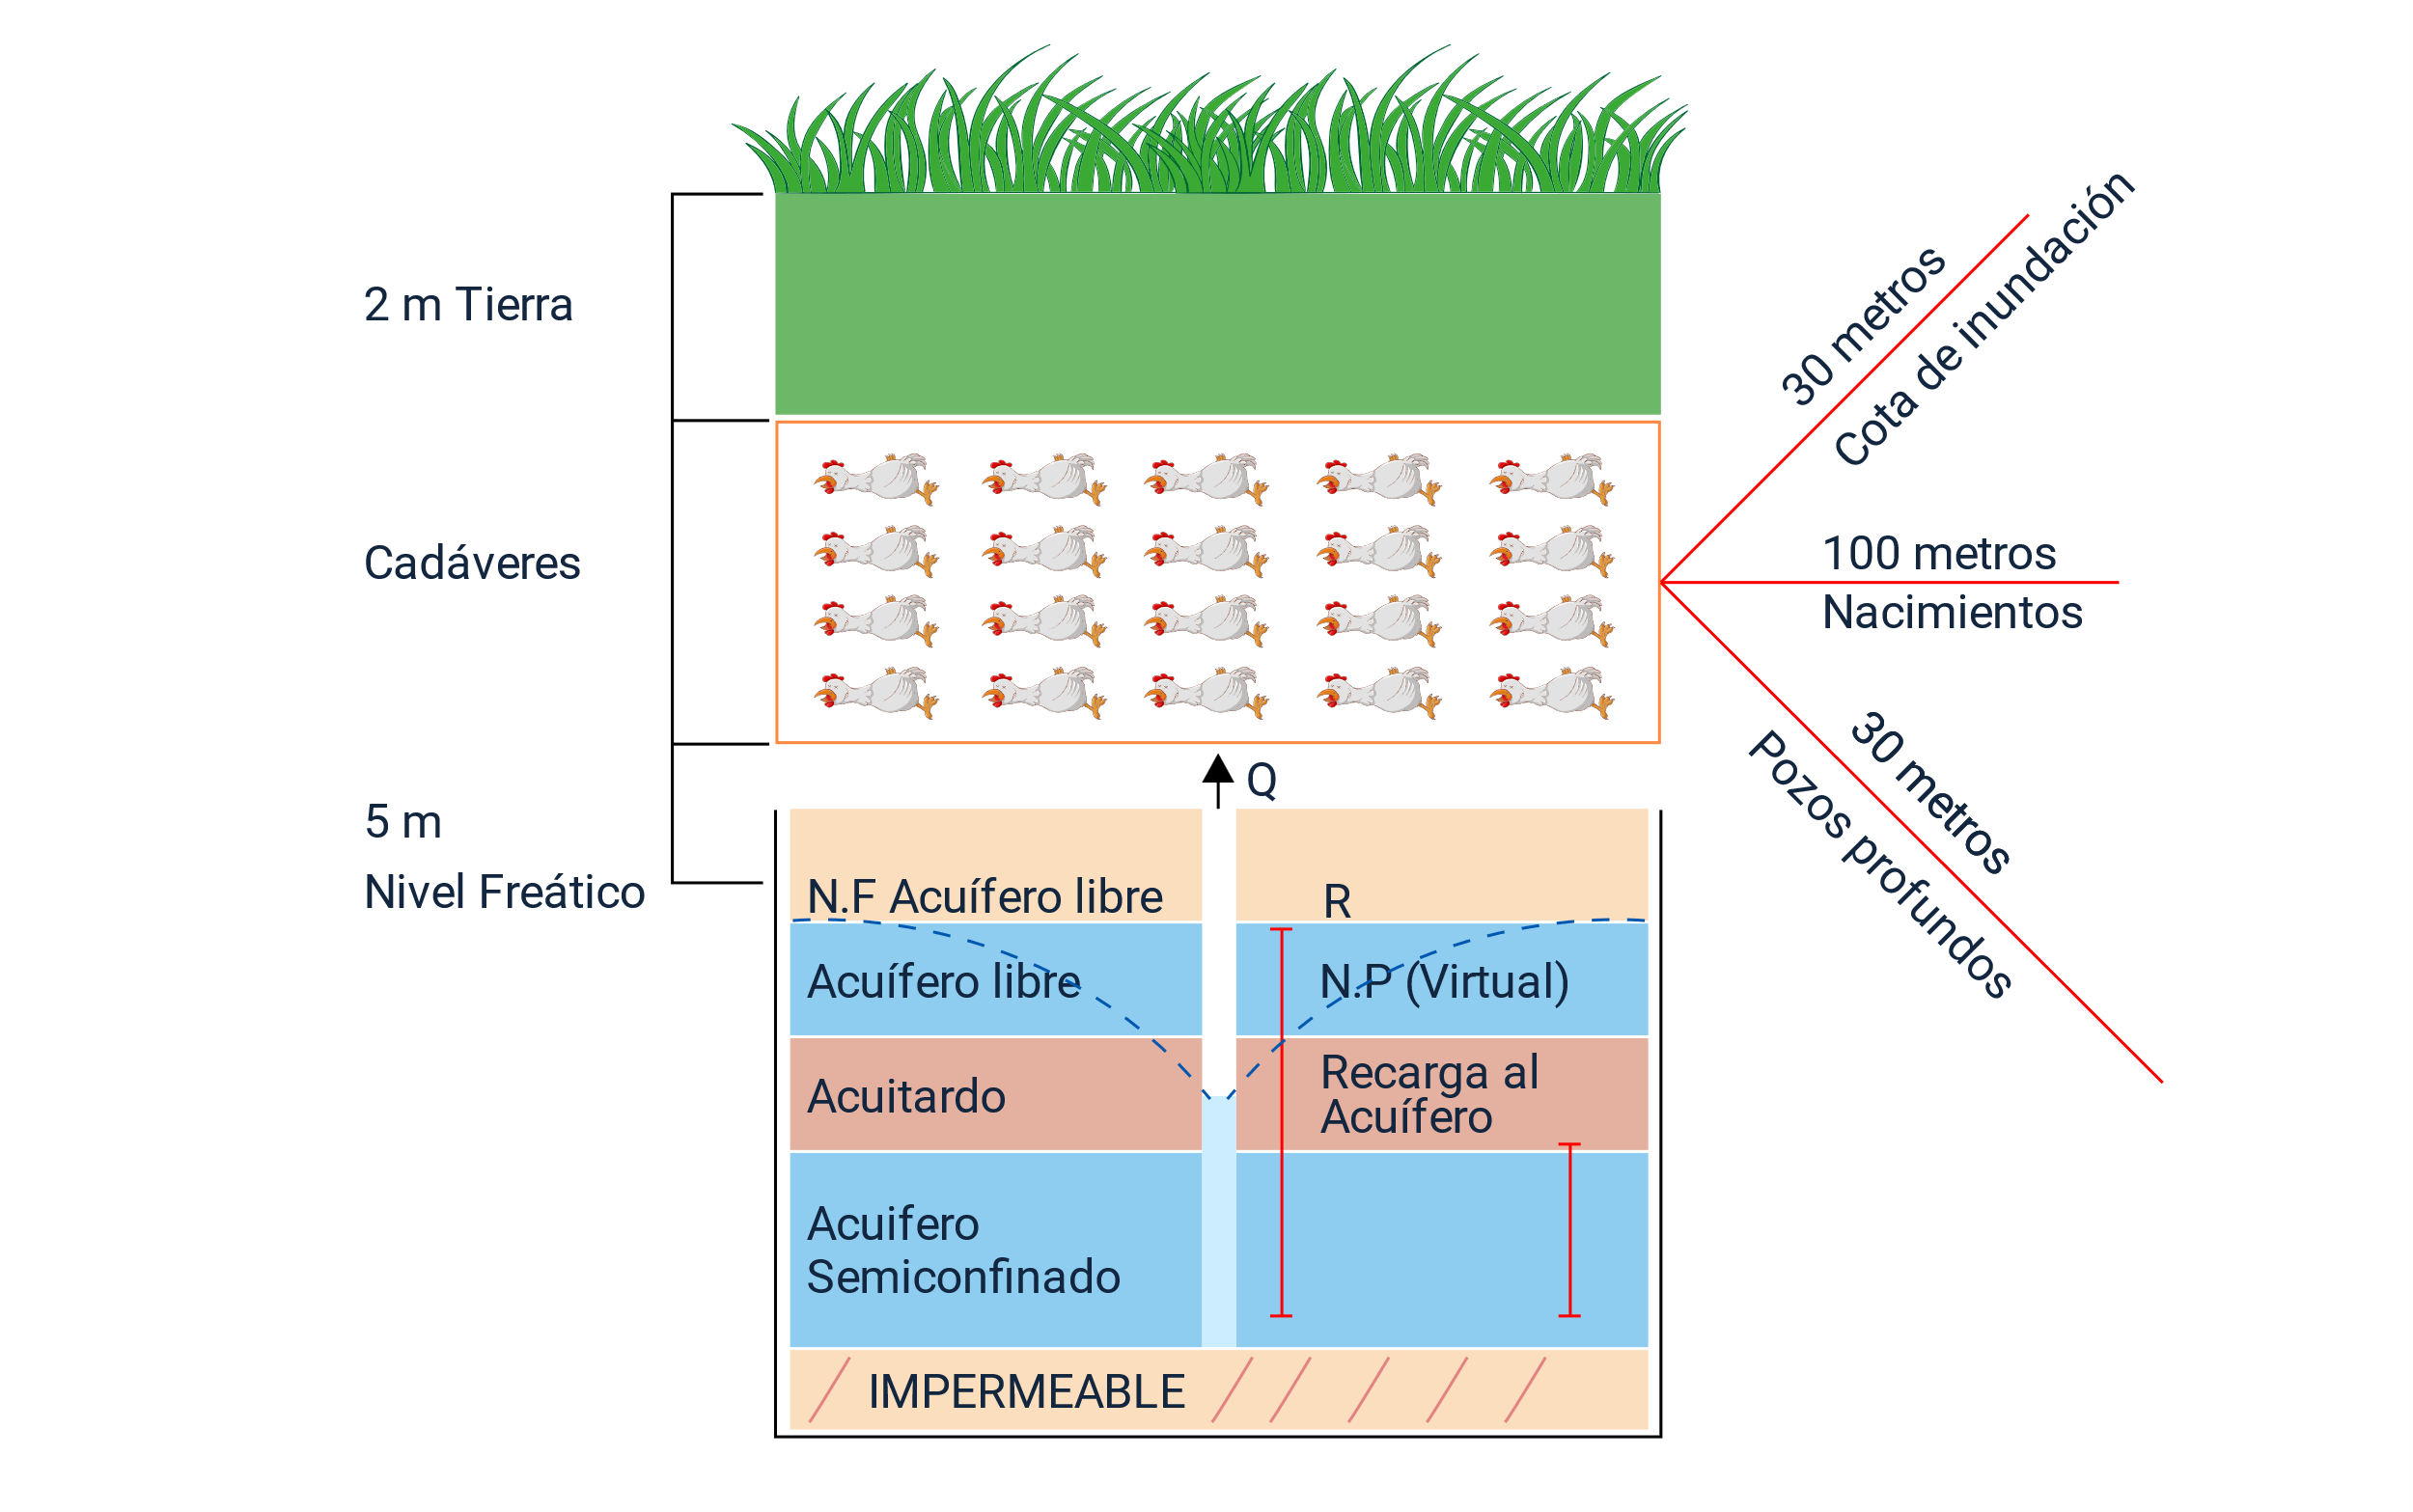 2 m Tierra
Cadáveres
5 m
Nivel Freático
30 metros
Cota de inundación
100 metros
Nacimientos
30 metros
Pozos profundos
Q
N.F Acuífero libre
R
Acuífero libre
N.P (Virtual)
Acuitardo
Recarga al
Acuífero
Acuifero
Semiconfinado
IMPERMEABLE